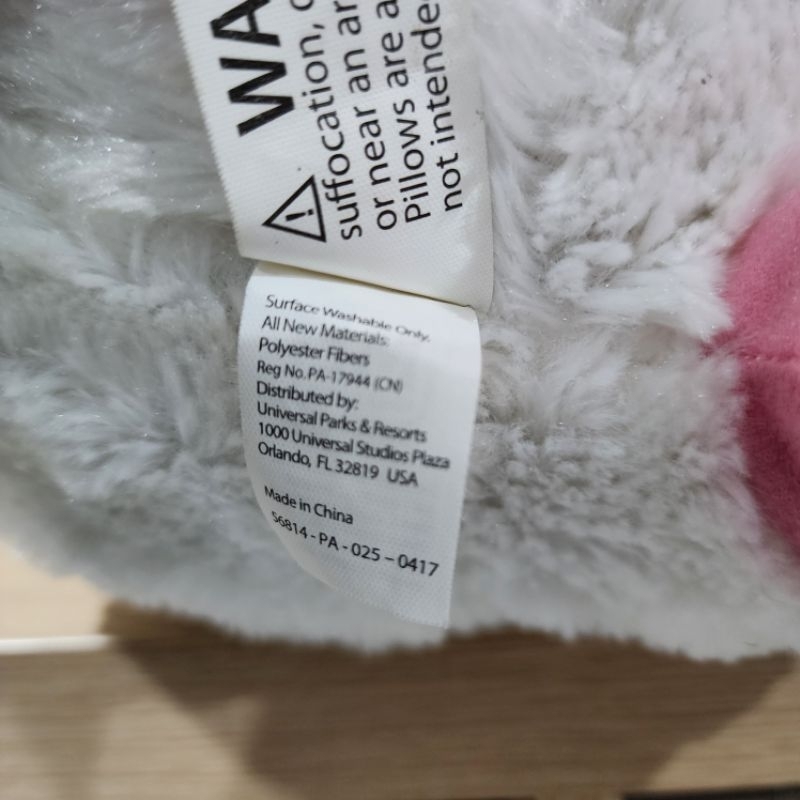 WA
suffocation,
or near an
Pillows are a
not intende
Surface Washable Only.
All New Materials:
Polyester Fibers
Reg No. PA-17944 (CN)
Distributed by:
Universal Parks & Resorts
1000 Universal Studios Plaza
Orlando, FL 32819 USA
Made in China
S6814 - PA - 025 - 0417